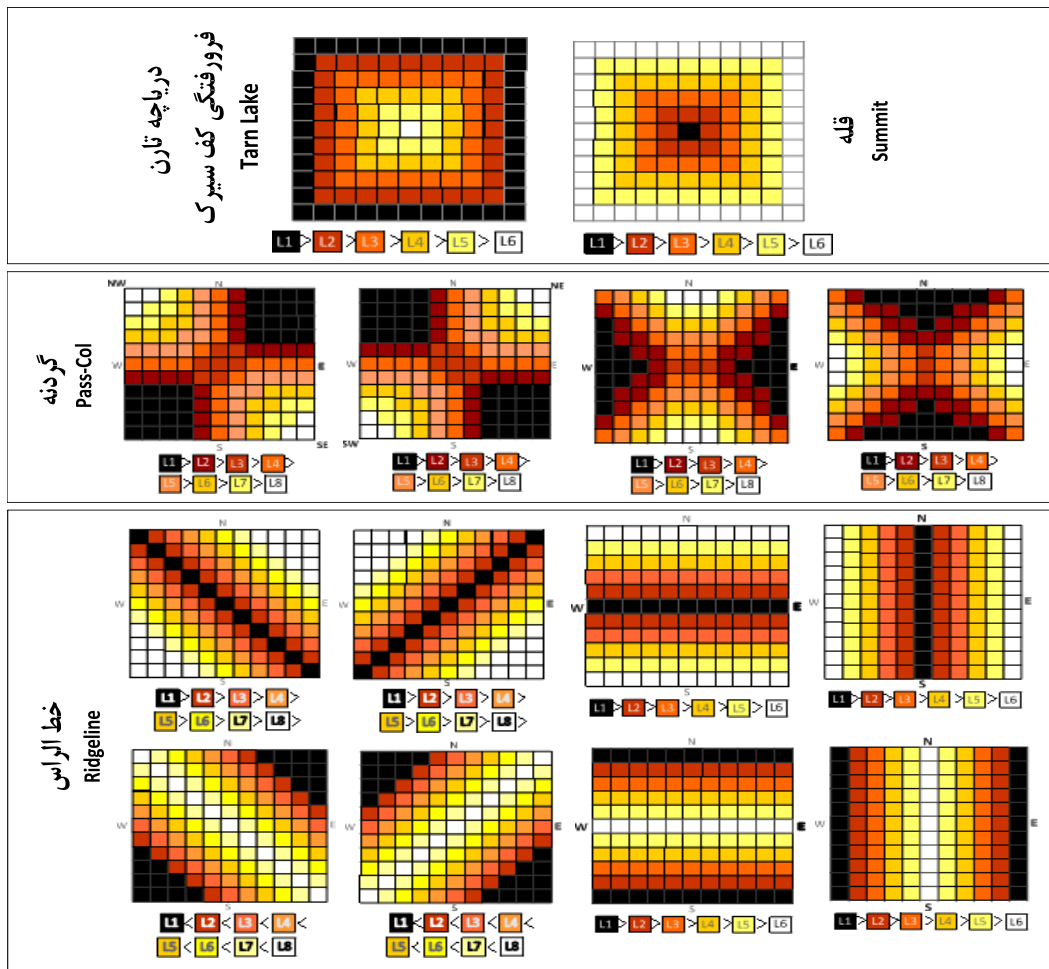 دریاچه تارن
فرورفتگی کف سیرک
Tarn Lake
L1>L2>L3>L4>L5>L6
قله
Summit
L1>L2>L3>L4>L5>L6
گردنه
Pass-Col
NW N
W E
S SE
L1>L2>L3>L4>
L5>L6>L7>L8
N NE
W E
SW S
L1>L2>L3>L4>
L5>L6>L7>L8
N
W E
S
L1>L2>L3>L4>
L5>L6>L7>L8
N
W E
S
L1>L2>L3>L4>
L5>L6>L7>L8
خط الراس
Ridgeline
N
W E
S
L1>L2>L3>L4>
L5>L6>L7>L8>
N
W E
S
L1>L2>L3>L4>
L5>L6>L7>L8>
N
W E
S
L1>L2>L3>L4>L5>L6
N
W E
S
L1>L2>L3>L4>L5>L6
N
W E
S
L1<L2<L3<L4<
L5<L6<L7<L8
N
W E
S
L1<L2<L3<L4<
L5<L6<L7<L8
N
W E
S
L1>L2>L3>L4>L5>L6
N
W E
S
L1>L2>L3>L4>L5>L6